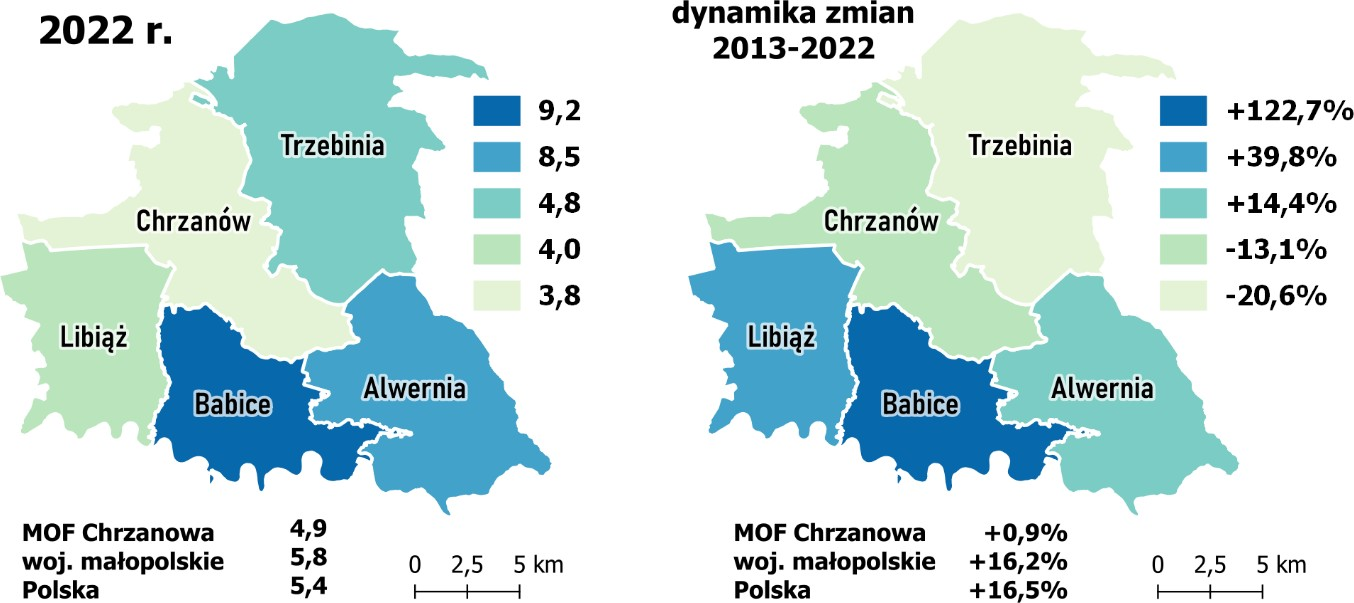 2022 r.
9,2
8,5
4,8
4,0
3,8
Trzebinia
Chrzanów
Libiąż
Babice
Alwernia
MOF Chrzanowa 4,9
woj. małopolskie 5,8
Polska 5,4
0 2,5 5 km
dynamika zmian
2013-2022
+122,7%
+39,8%
+14,4%
-13,1%
-20,6%
Trzebinia
Chrzanów
Libiąż
Babice
Alwernia
MOF Chrzanowa +0,9%
woj. małopolskie +16,2%
Polska +16,5%
0 2,5 5 km